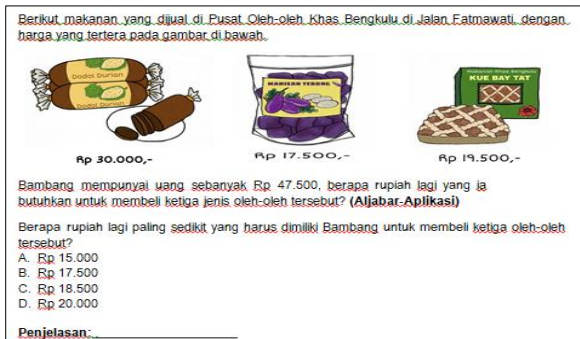 Berikut makanan yang dijual di Pusat Oleh-oleh Khas Bengkulu di Jalan Fatmawati, dengan
harga yang tertera pada gambar di bawah.
Dodol Durian
Dodol Durian
MANISAN TERONG
Makanan Khas Bengkulu
KUE BAY TAT
Rp 30.000,-
Rp 17.500,-
Rp 19.500,-
Bambang mempunyai uang sebanyak Rp 47.500, berapa rupiah lagi yang ia
butuhkan untuk membeli ketiga jenis oleh-oleh tersebut? (Aljabar-Aplikasi)
Berapa rupiah lagi paling sedikit yang harus dimiliki Bambang untuk membeli ketiga oleh-oleh
tersebut?
A. Rp 15.000
B. Rp 17.500
C. Rp 18.500
D. Rp 20.000
Penjelasan: